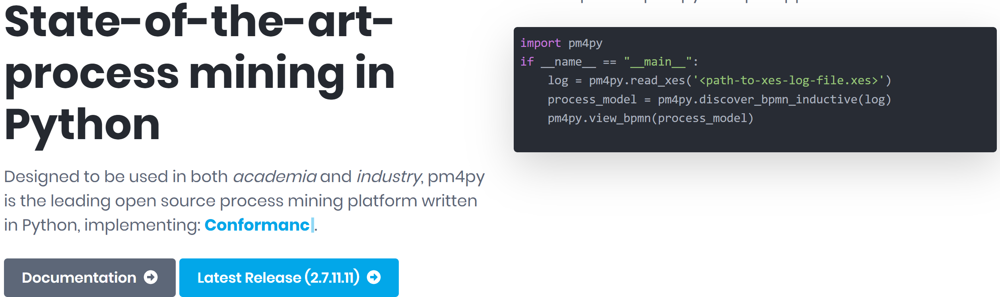 State-of-the-art-
process mining in
Python
Designed to be used in both academia and industry, pm4py
is the leading open source process mining platform written
in Python, implementing: Conformanc.
Documentation
Latest Release (2.7.11.11)
import pm4py
if __name__ == "__main__":
    log = pm4py.read_xes('<path-to-xes-log-file.xes>')
    process_model = pm4py.discover_bpmn_inductive(log)
    pm4py.view_bpmn(process_model)